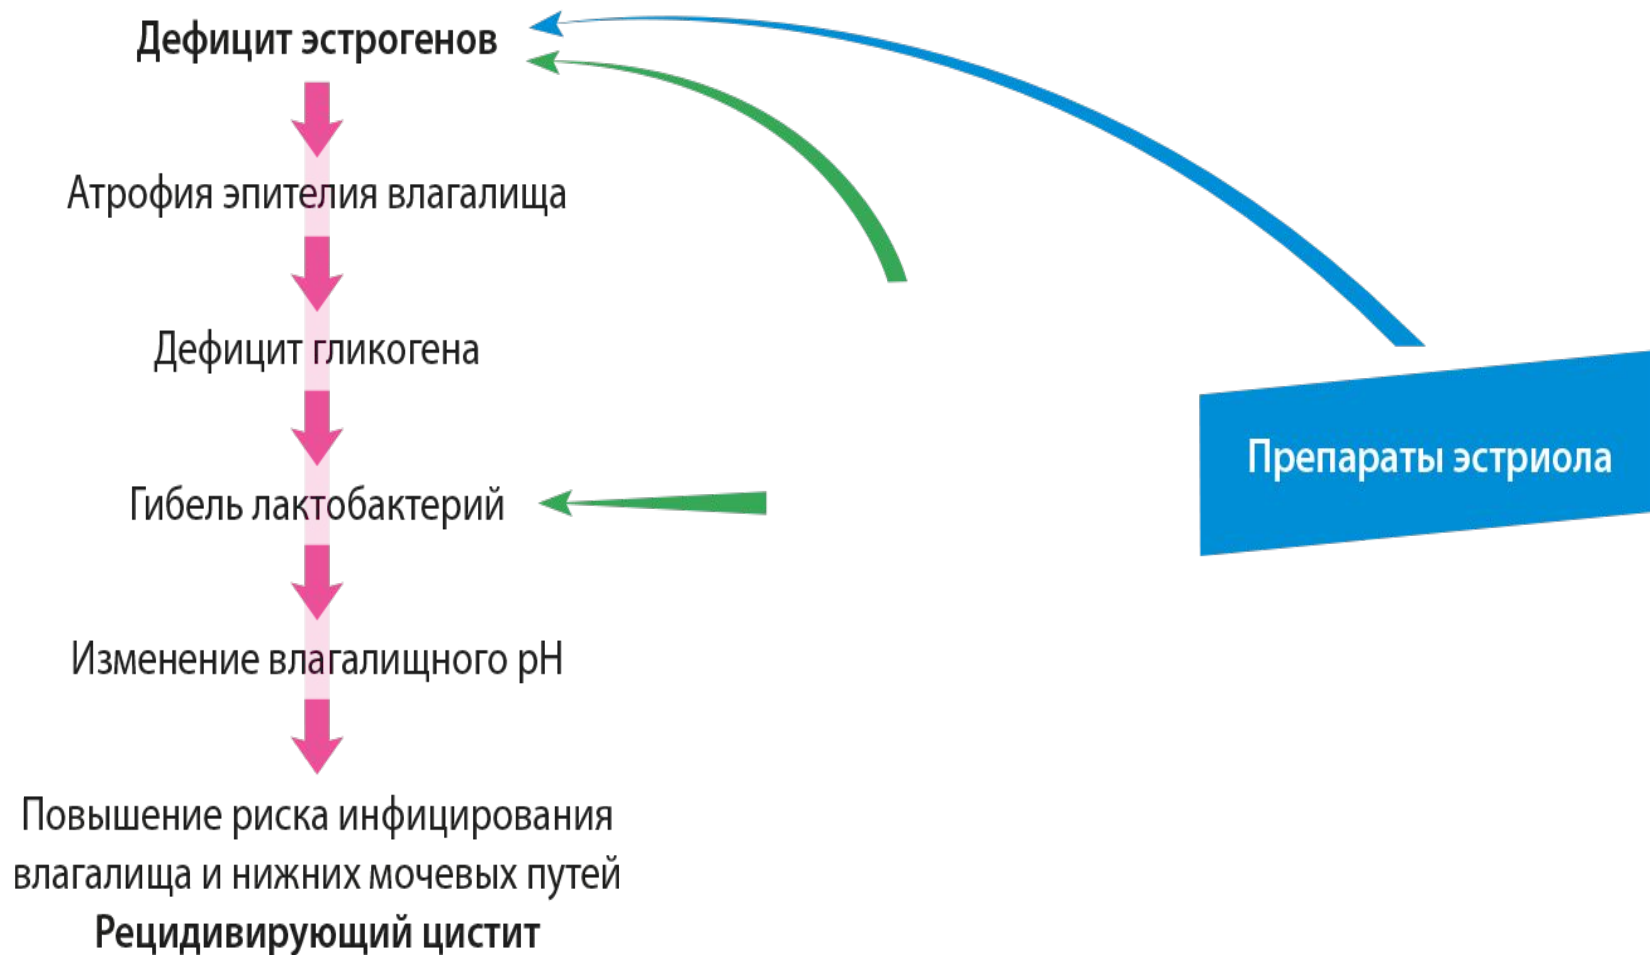 Дефицит эстрогенов
Атрофия эпителия влагалища
Дефицит гликогена
Препараты эстриола
Гибель лактобактерий
Изменение влагалищного pH
Повышение риска инфицирования
влагалища и нижних мочевых путей
Рецидивирующий цистит